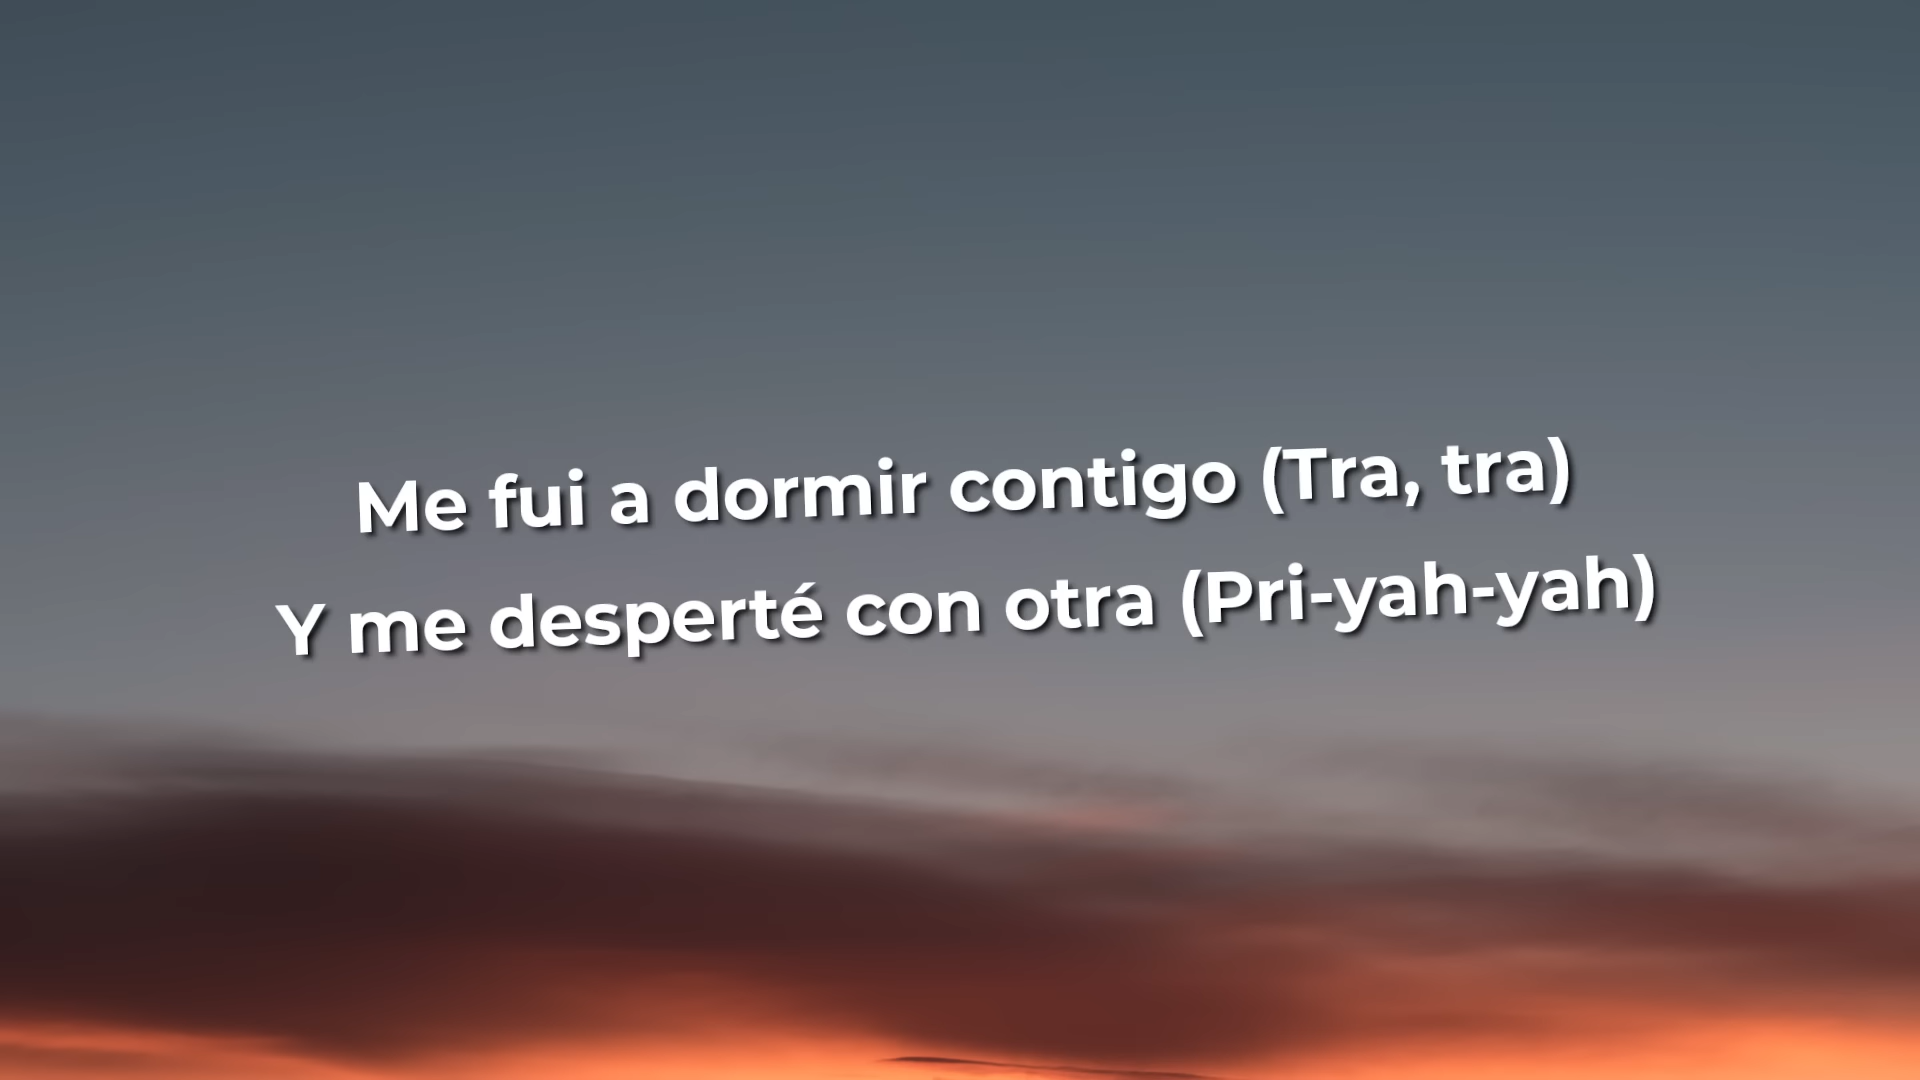 Me fui a dormir contigo (Tra, tra)
Y me desperté con otra (Pri-yah-yah)